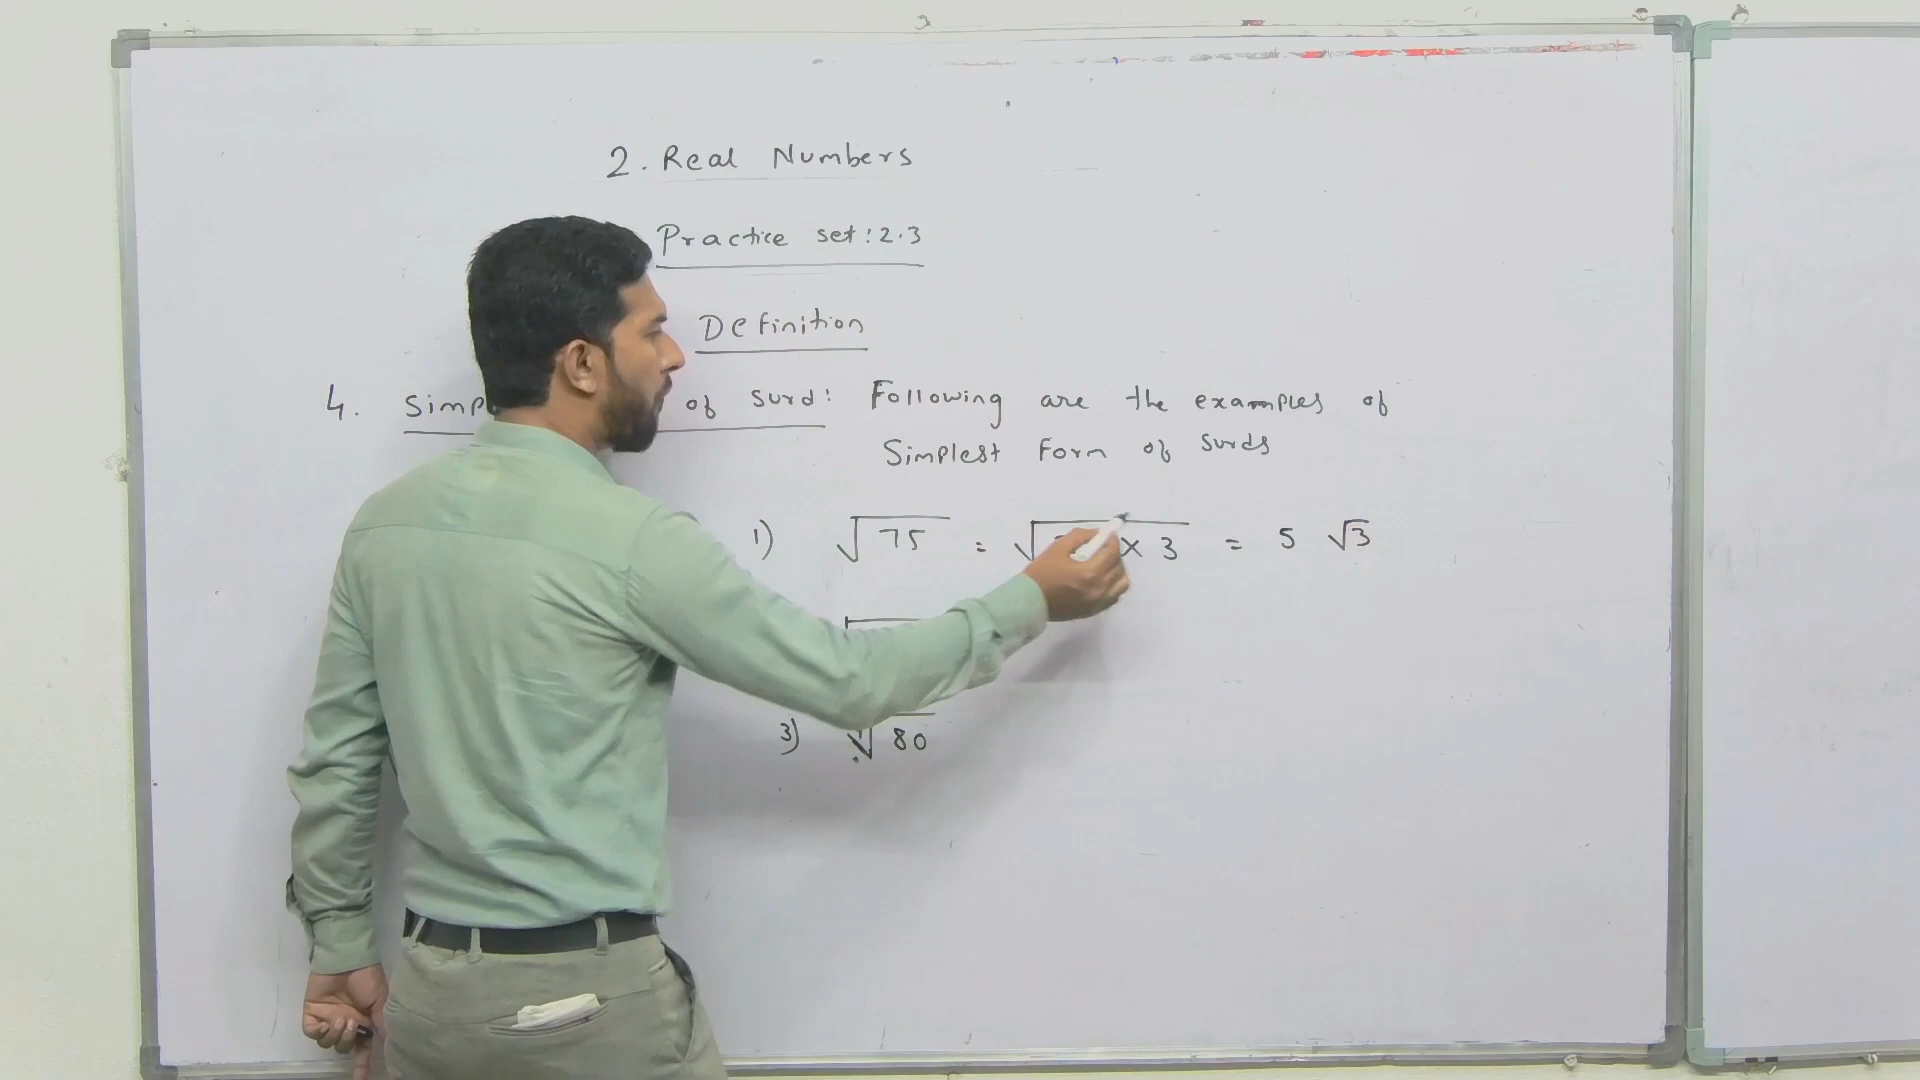 2. Real Numbers
Practice set: 2.3
Definition
4. of surd: Following are the examples of
Simplest Form of surds
1) √75 = √ × 3 = 5 √3
3) √80